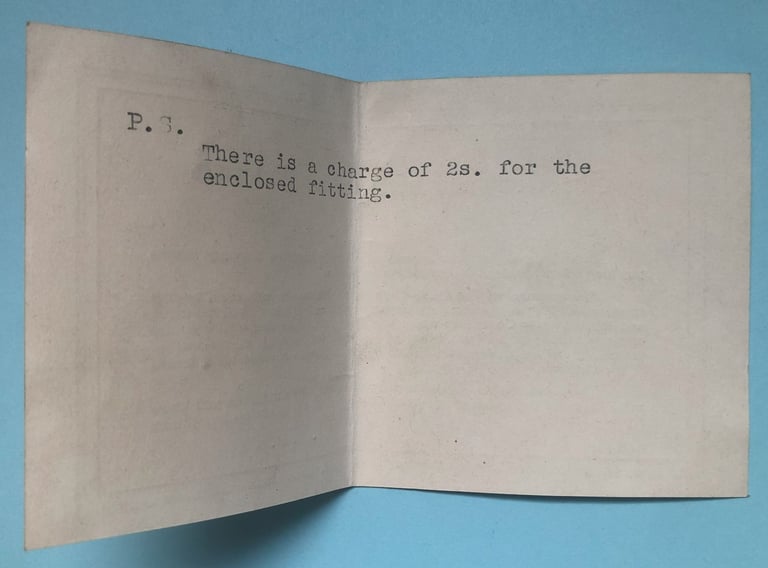 P.S.
There is a charge of 2s. for the
enclosed fitting.